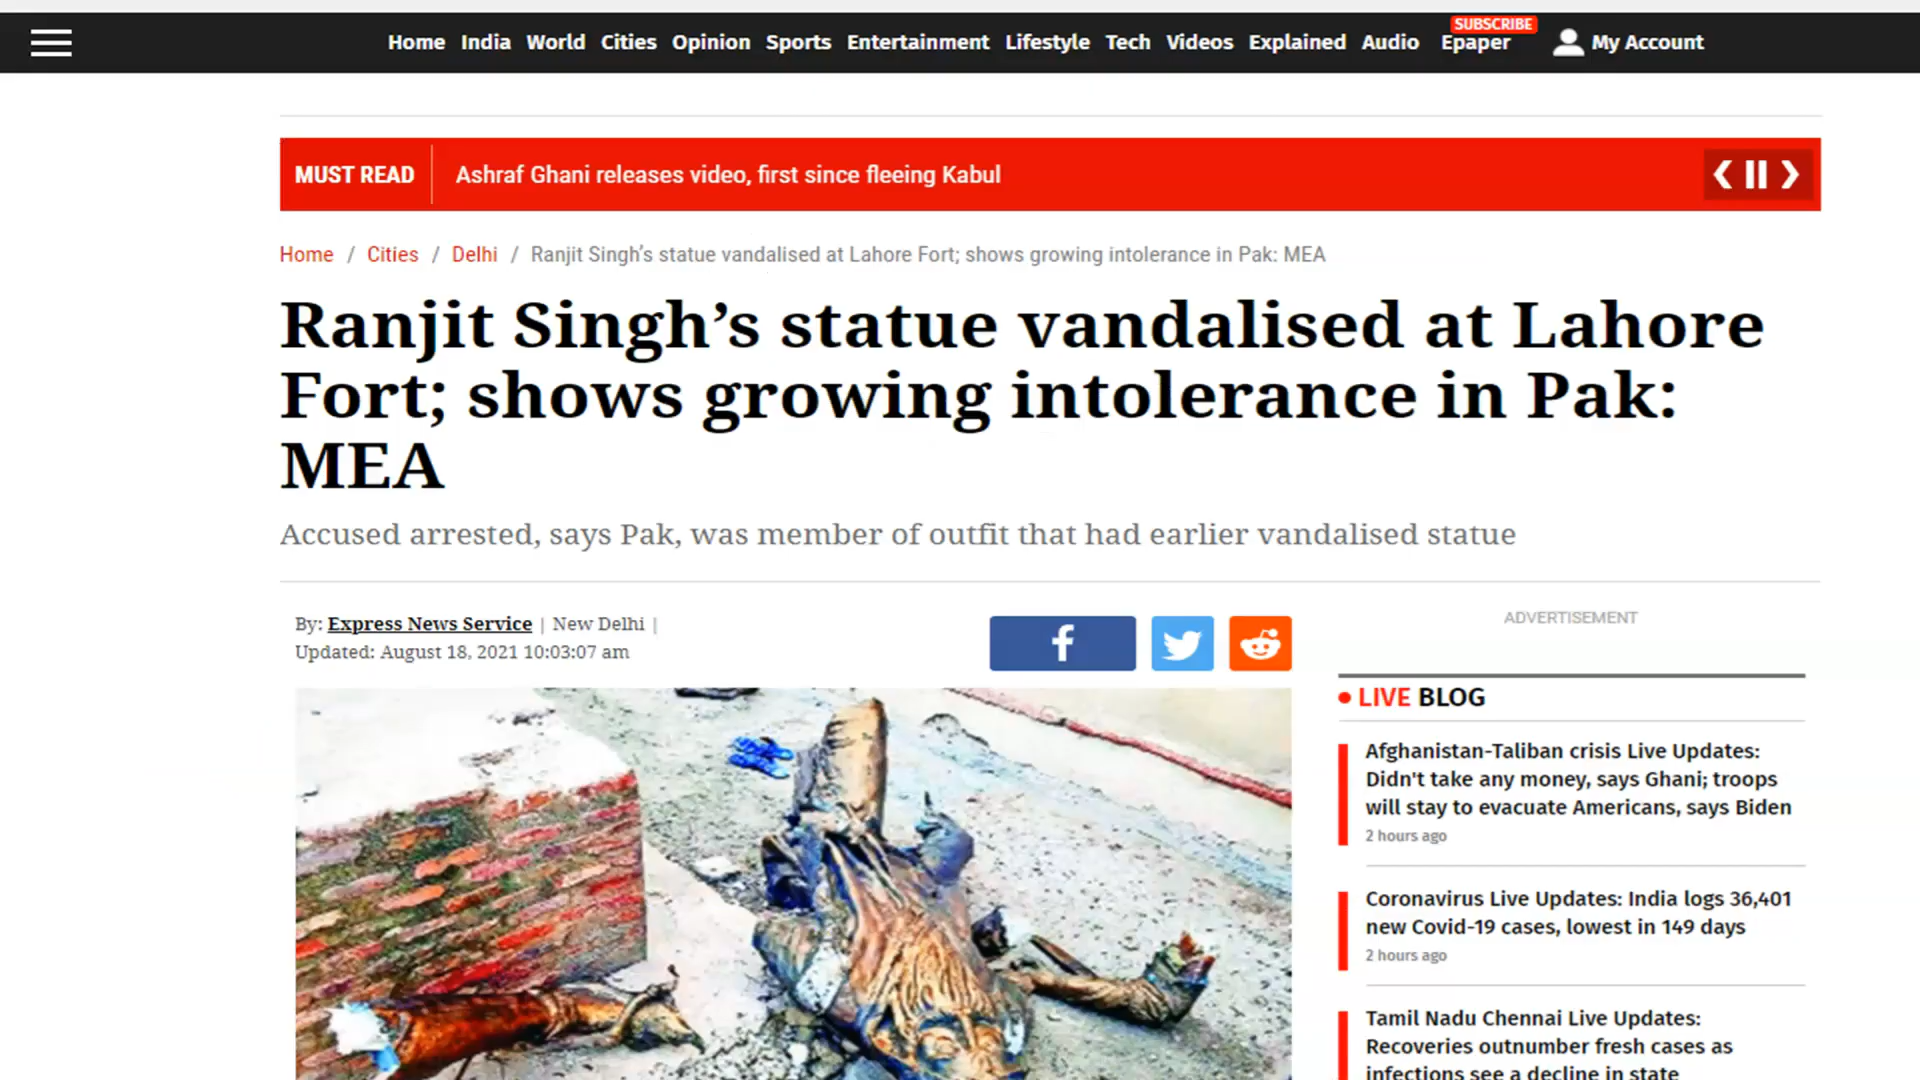 SUBSCRIBE
Home India World Cities Opinion Sports Entertainment Lifestyle Tech Videos Explained Audio Epaper My Account
MUST READ Ashraf Ghani releases video, first since fleeing Kabul
Home / Cities / Delhi / Ranjit Singh's statue vandalised at Lahore Fort; shows growing intolerance in Pak: MEA
Ranjit Singh’s statue vandalised at Lahore
Fort; shows growing intolerance in Pak:
MEA
Accused arrested, says Pak, was member of outfit that had earlier vandalised statue
By: Express News Service | New Delhi |
Updated: August 18, 2021 10:03:07 am
ADVERTISEMENT
LIVE BLOG
Afghanistan-Taliban crisis Live Updates:
Didn't take any money, says Ghani; troops
will stay to evacuate Americans, says Biden
2 hours ago
Coronavirus Live Updates: India logs 36,401
new Covid-19 cases, lowest in 149 days
2 hours ago
Tamil Nadu Chennai Live Updates:
Recoveries outnumber fresh cases as
infections see a decline in state